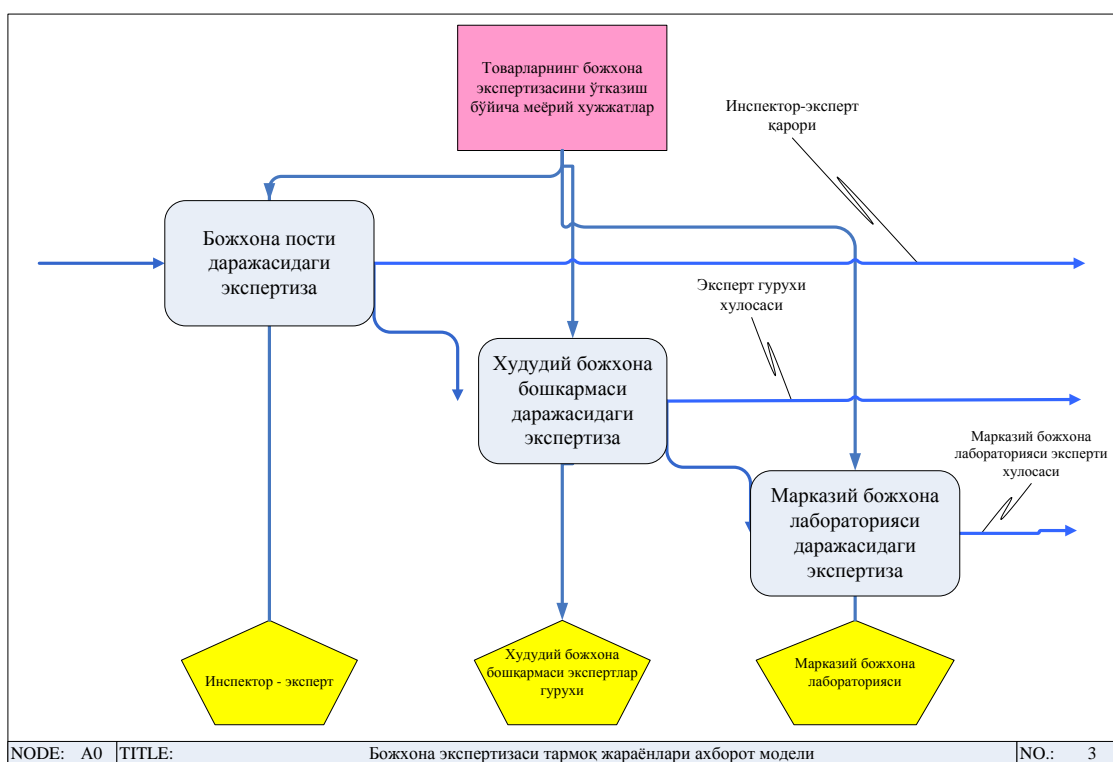 Товарларнинг божхона
экспертизасини ўтказиш
бўйича меёрий хужжатлар
Инспектор-эксперт
қарори
Божхона пости
даражасидаги
экспертиза
Эксперт гурухи
хулосаси
Худудий божхона
бошкармаси
даражасидаги
экспертиза
Марказий божхона
лабораторияси эксперти
хулосаси
Марказий божхона
лабораторияси
даражасидаги
экспертиза
Инспектор - эксперт
Худудий божхона
бошқармаси экспертлар
гурухи
Марказий божхона
лабораторияси
NODE: A0 TITLE: Божхона экспертизаси тармоқ жараёнлари ахборот модели NO.: 3